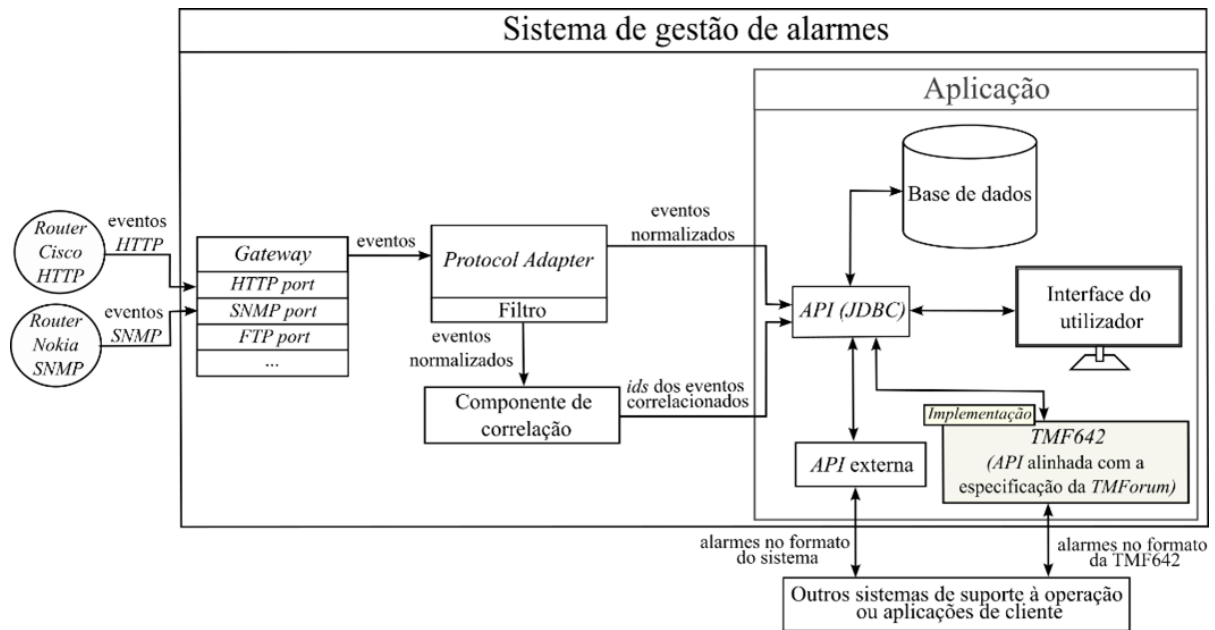 Sistema de gestão de alarmes
Aplicação
Base de dados
Router
Cisco
HTTP
eventos
HTTP
Router
Nokia
SNMP
eventos
SNMP
Gateway
HTTP port
SNMP port
FTP port
...
eventos
Protocol Adapter
Filtro
eventos
normalizados
eventos
normalizados
Componente de
correlação
ids dos eventos
correlacionados
API (JDBC)
Interface do
utilizador
API externa
Implementação
TMF642
(API alinhada com a
especificação da TMForum)
alarmes no formato
do sistema
alarmes no formato
da TMF642
Outros sistemas de suporte à operação
ou aplicações de cliente